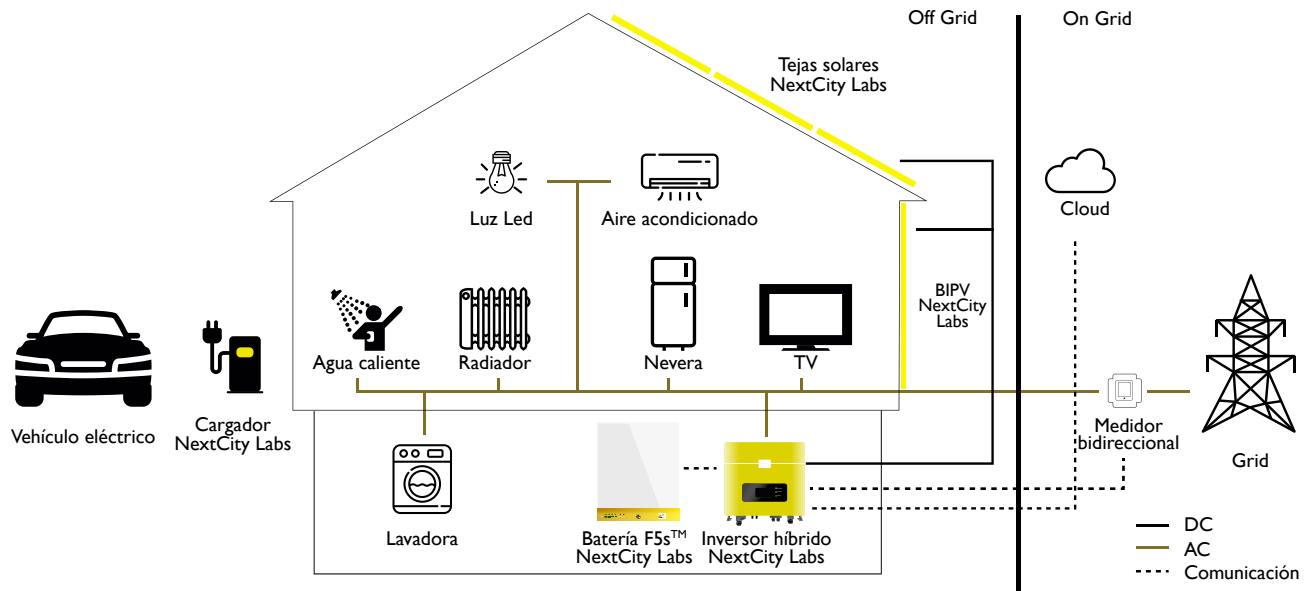 Off Grid
On Grid
Tejas solares
NextCity Labs
Luz Led
Aire acondicionado
Cloud
BIPV
NextCity
Labs
Agua caliente
Radiador
Nevera
TV
Vehículo eléctrico
Cargador
NextCity Labs
Medidor
bidireccional
Grid
Lavadora
Batería F5s™
NextCity Labs
Inversor híbrido
NextCity Labs
DC
AC
Comunicación